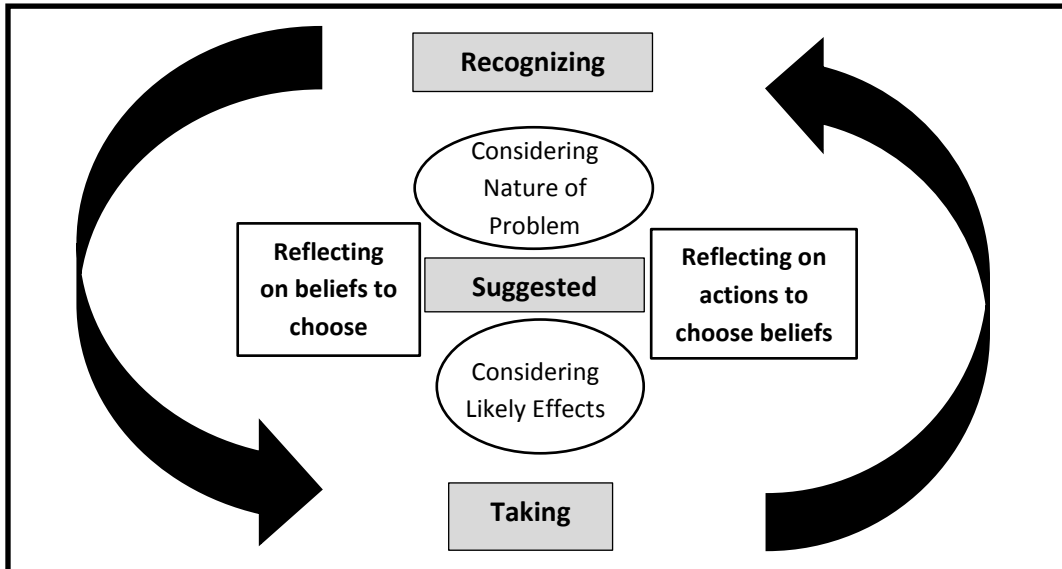 Recognizing
Considering
Nature of
Problem
Reflecting
on beliefs to
choose
Suggested
Reflecting on
actions to
choose beliefs
Considering
Likely Effects
Taking